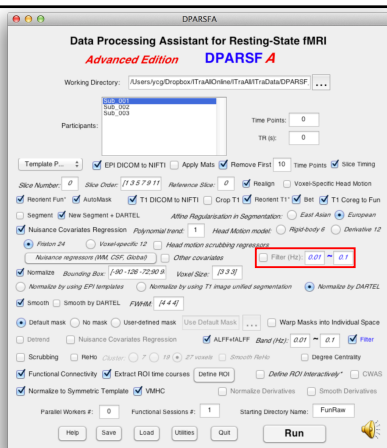 DPARSFA
Data Processing Assistant for Resting-State fMRI
Advanced Edition DPARSF A
Working Directory: /Users/ycg/Dropbox/ITraAllOnline/ITraAll/ITraData/DPARSF ...
Participants: Sub_001
Sub_002
Sub_003
Time Points: 0
TR (s): 0
Template P... EPI DICOM to NIFTI Apply Mats Remove First 10 Time Points Slice Timing
Slice Number: 0 Slice Order: [1 3 5 7 9 11 Reference Slice: 0 Realign Voxel-Specific Head Motion
Reorient Fun* AutoMask T1 DICOM to NIFTI Crop T1 Reorient T1* Bet T1 Coreg to Fun
Segment New Segment + DARTEL Affine Regularisation in Segmentation: East Asian European
Nuisance Covariates Regression Polynomial trend: 1 Head Motion model: Rigid-body 6 Derivative 12
Friston 24 Voxel-specific 12 Head motion scrubbing regressors
Nuisance regressors (WM, CSF, Global) Other covariates Filter (Hz): 0.01 ~ 0.1
Normalize Bounding Box: [-90 -126 -72;90 9 Voxel Size: [3 3 3]
Normalize by using EPI templates Normalize by using T1 image unified segmentation Normalize by DARTEL
Smooth Smooth by DARTEL FWHM: [4 4 4]
Default mask No mask User-defined mask Use Default Mask ... Warp Masks into Individual Space
Detrend Nuisance Covariates Regression ALFF+fALFF Band (Hz): 0.01 ~ 0.1 Filter
Scrubbing ReHo Cluster: 7 19 27 voxels Smooth ReHo Degree Centrality
Functional Connectivity Extract ROI time courses Define ROI Define ROI Interactively* CWAS
Normalize to Symmetric Template VMHC Normalize Derivatives Smooth Derivatives
Parallel Workers #: 0 Functional Sessions #: 1 Starting Directory Name: FunRaw
Help Save Load Utilities Quit Run